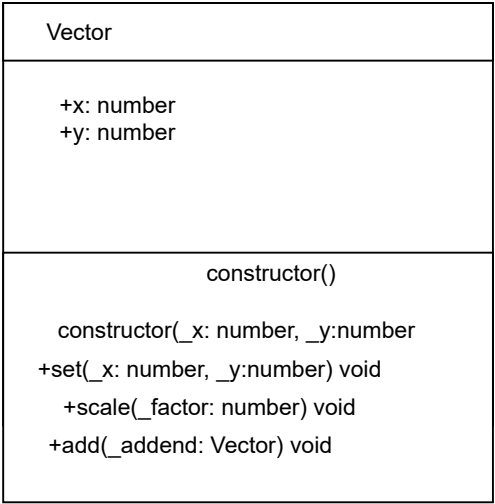 Vector
+x: number
+y: number
constructor()
constructor(_x: number, _y:number
+set(_x: number, _y:number) void
+scale(_factor: number) void
+add(_addend: Vector) void